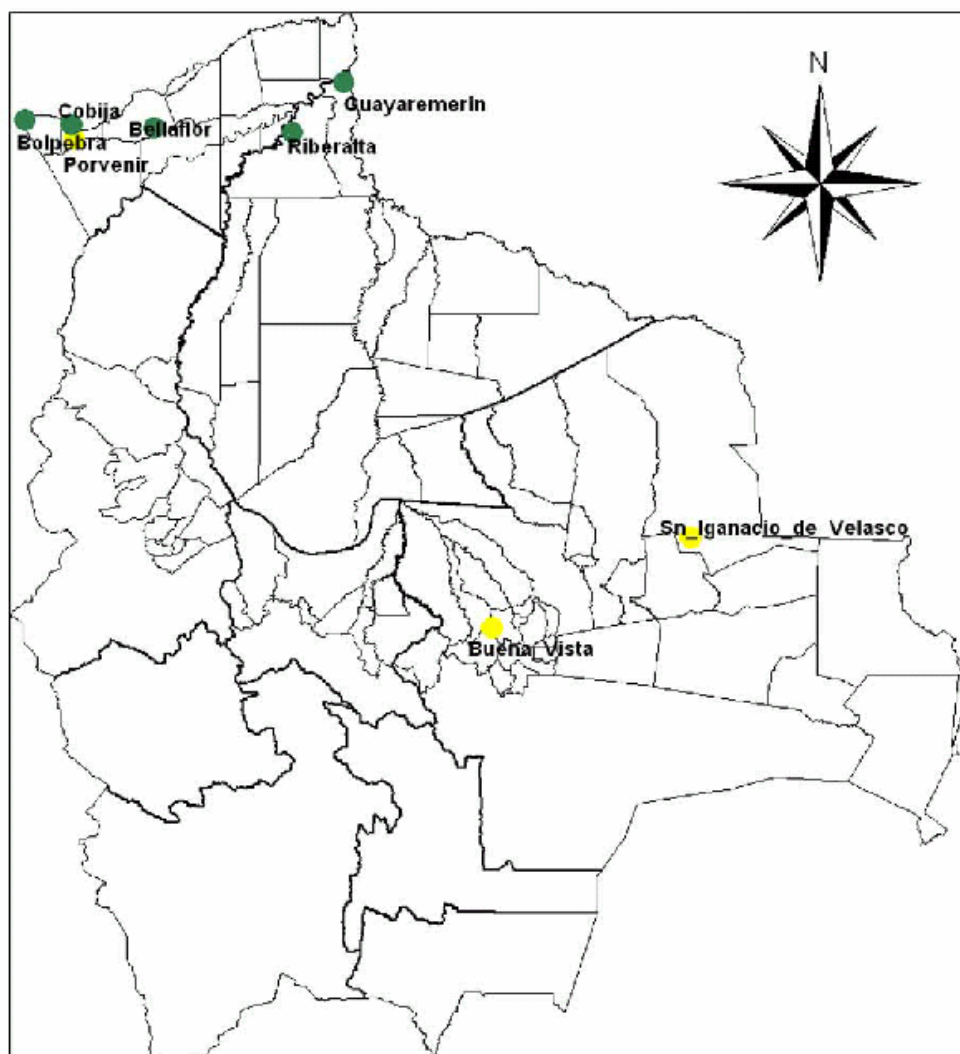 N
Guayaremerin
Cobija
Bellaflor
Bolpebra
Riberalta
Porvenir
Sn_Iganacio_de_Velasco
Buena_Vista